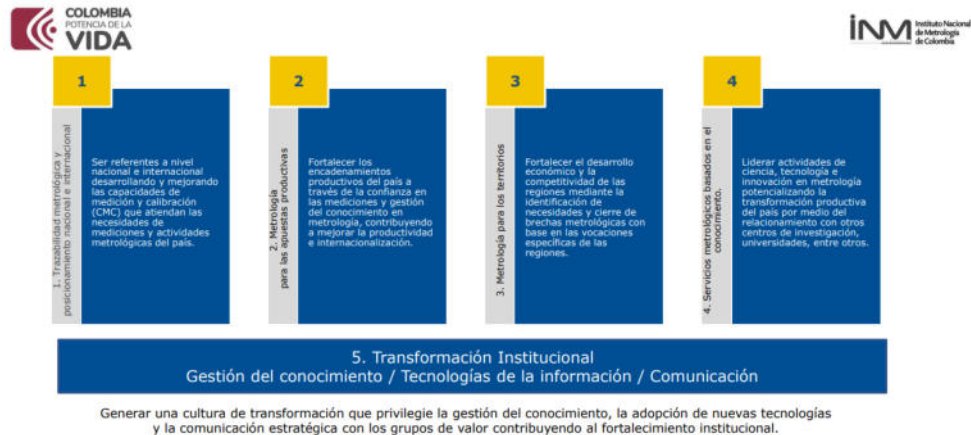 COLOMBIA
POTENCIA DE LA
VIDA
INM
Instituto Nacional
de Metrología
de Colombia
1
1. Trazabilidad metrológica y
posicionamiento nacional e internacional
Ser referentes a nivel
nacional e internacional
desarrollando y mejorando
las capacidades de
medición y calibración
(CMC) que atiendan las
necesidades de
mediciones y actividades
metrológicas del país.
2
2. Metrología
para las apuestas productivas
Fortalecer los
encadenamientos
productivos del país a
través de la confianza en
las mediciones y gestión
del conocimiento en
metrología, contribuyendo
a mejorar la productividad
e internacionalización.
3
3. Metrología para los territorios
Fortalecer el desarrollo
económico y la
competitividad de las
regiones mediante la
identificación de
necesidades y cierre de
brechas metrológicas con
base en las vocaciones
específicas de las
regiones.
4
4. Servicios metrológicos basados en el
conocimiento.
Liderar actividades de
ciencia, tecnología e
innovación en metrología
potencializando la
transformación productiva
del país por medio del
relacionamiento con otros
centros de investigación,
universidades, entre otros.
5. Transformación Institucional
Gestión del conocimiento / Tecnologías de la información / Comunicación
Generar una cultura de transformación que privilegie la gestión del conocimiento, la adopción de nuevas tecnologías
y la comunicación estratégica con los grupos de valor contribuyendo al fortalecimiento institucional.